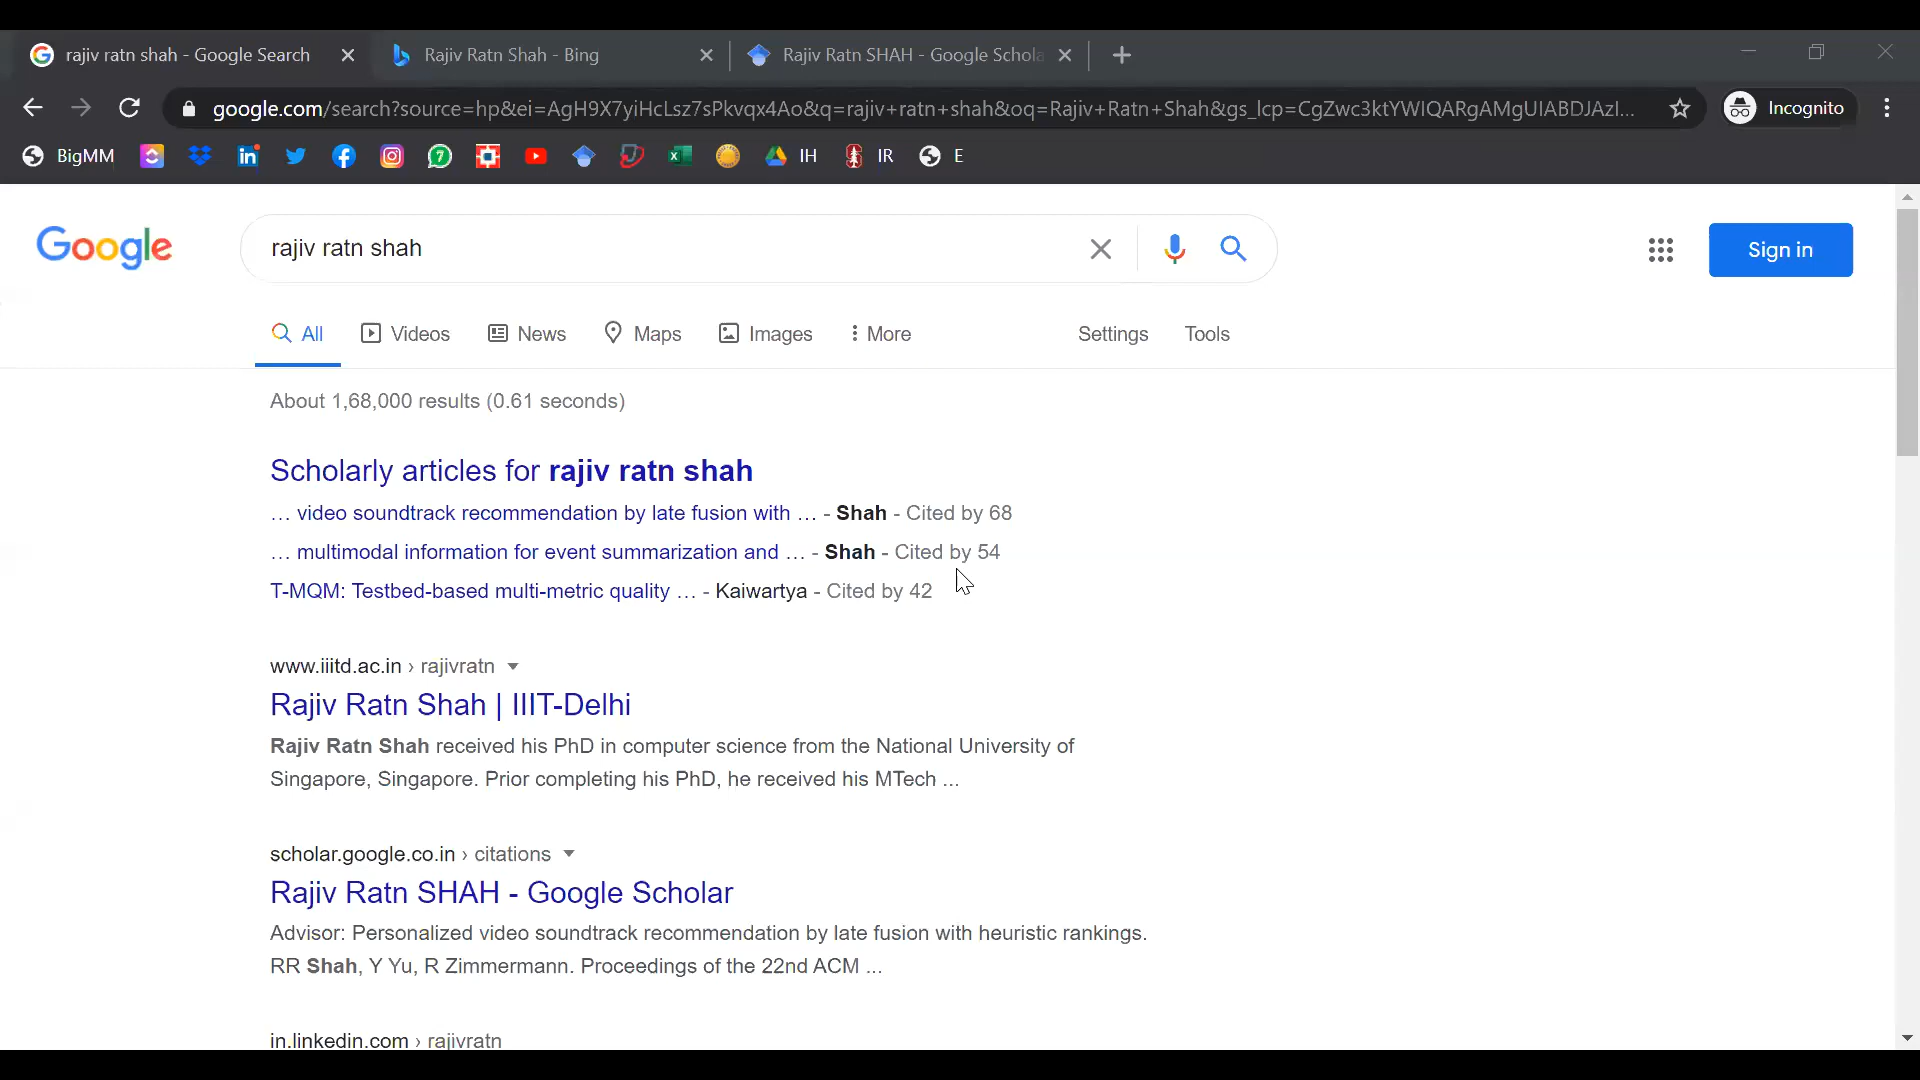 rajiv ratn shah - Google Search
Rajiv Ratn Shah - Bing
Rajiv Ratn SHAH - Google Schola
google.com/search?source=hp&ei=AgH9X7yiHcLsz7sPkvqx4Ao&q=rajiv+ratn+shah&oq=Rajiv+Ratn+Shah&gs_lcp=CgZwc3ktYWIQARgAMgUIABDJAzI...
Incognito
BigMM
IH
IR
E
Google
rajiv ratn shah
Sign in
All
Videos
News
Maps
Images
More
Settings
Tools
About 1,68,000 results (0.61 seconds)
Scholarly articles for rajiv ratn shah
... video soundtrack recommendation by late fusion with ... - Shah - Cited by 68
... multimodal information for event summarization and ... - Shah - Cited by 54
T-MQM: Testbed-based multi-metric quality ... - Kaiwartya - Cited by 42
www.iiitd.ac.in › rajivratn
Rajiv Ratn Shah | IIIT-Delhi
Rajiv Ratn Shah received his PhD in computer science from the National University of
Singapore, Singapore. Prior completing his PhD, he received his MTech ...
scholar.google.co.in › citations
Rajiv Ratn SHAH - Google Scholar
Advisor: Personalized video soundtrack recommendation by late fusion with heuristic rankings.
RR Shah, Y Yu, R Zimmermann. Proceedings of the 22nd ACM ...
in.linkedin.com › rajivratn